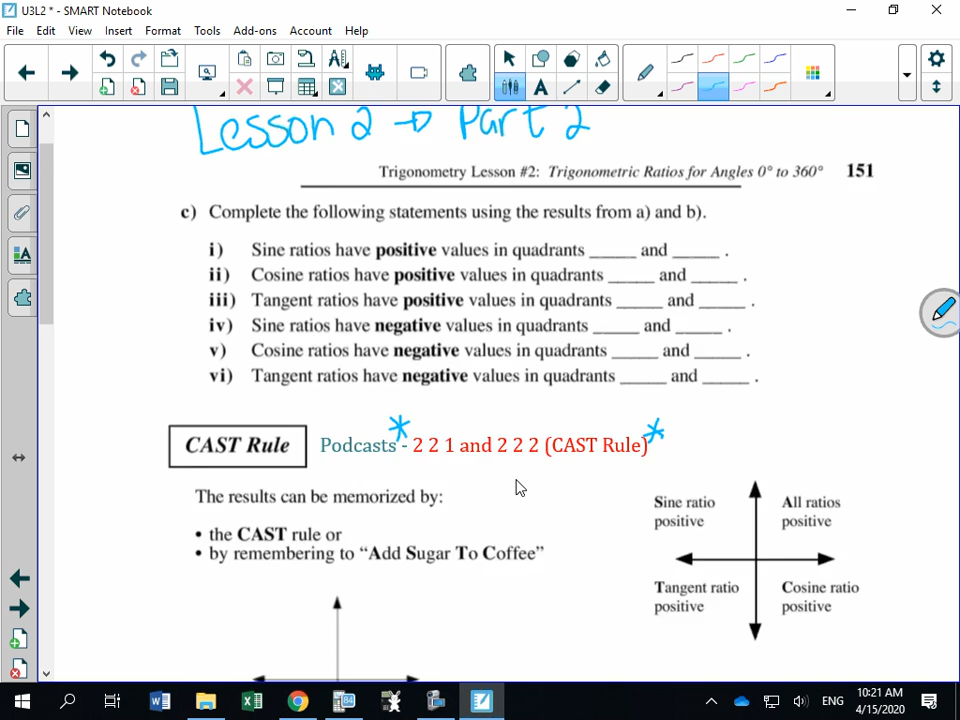 U3L2 * - SMART Notebook
File Edit View Insert Format Tools Add-ons Account Help
Lesson 2 → Part 2
Trigonometry Lesson #2: Trigonometric Ratios for Angles 0° to 360° 151
c) Complete the following statements using the results from a) and b).
i) Sine ratios have positive values in quadrants _____ and _____ .
ii) Cosine ratios have positive values in quadrants _____ and _____ .
iii) Tangent ratios have positive values in quadrants _____ and _____ .
iv) Sine ratios have negative values in quadrants _____ and _____ .
v) Cosine ratios have negative values in quadrants _____ and _____ .
vi) Tangent ratios have negative values in quadrants _____ and _____ .
CAST Rule Podcasts* - 2 2 1 and 2 2 2 (CAST Rule)*
The results can be memorized by:
• the CAST rule or
• by remembering to “Add Sugar To Coffee”
Sine ratio positive
All ratios positive
Tangent ratio positive
Cosine ratio positive
ENG
10:21 AM
4/15/2020